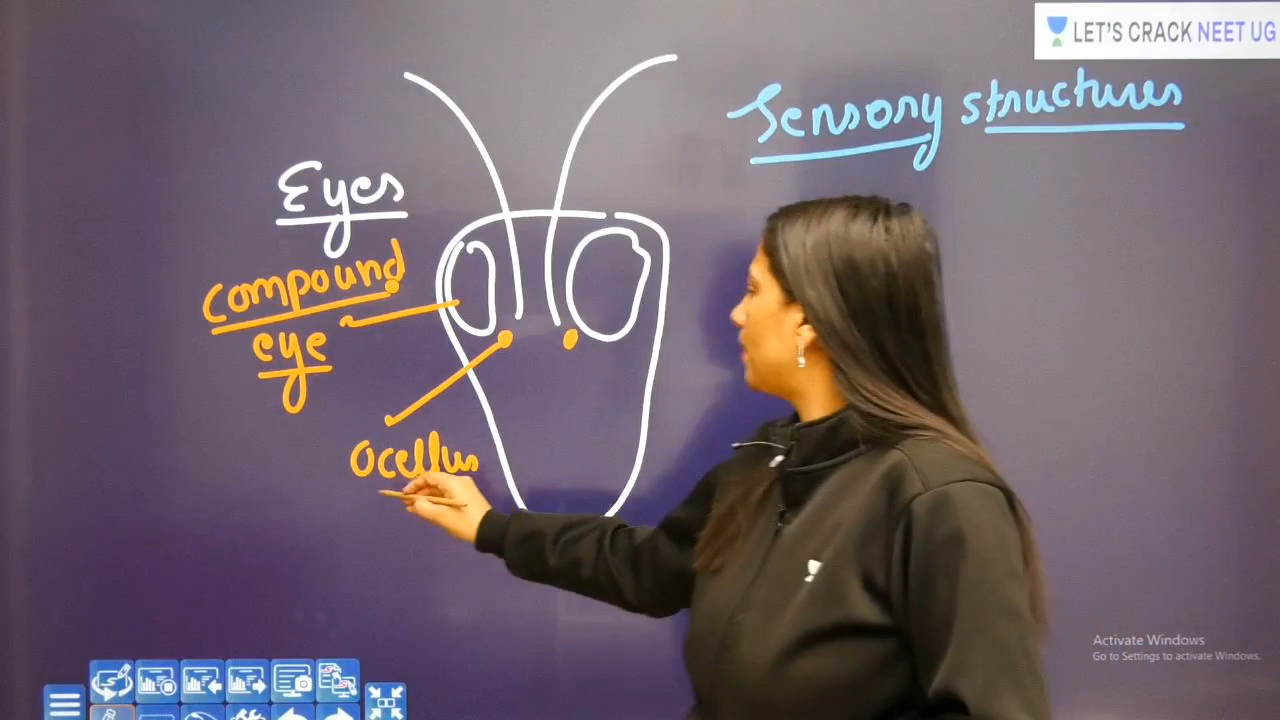 LET'S CRACK NEET UG
Sensory structures
Eyes
compound
eye
Ocellus
Activate Windows
Go to Settings to activate Windows.